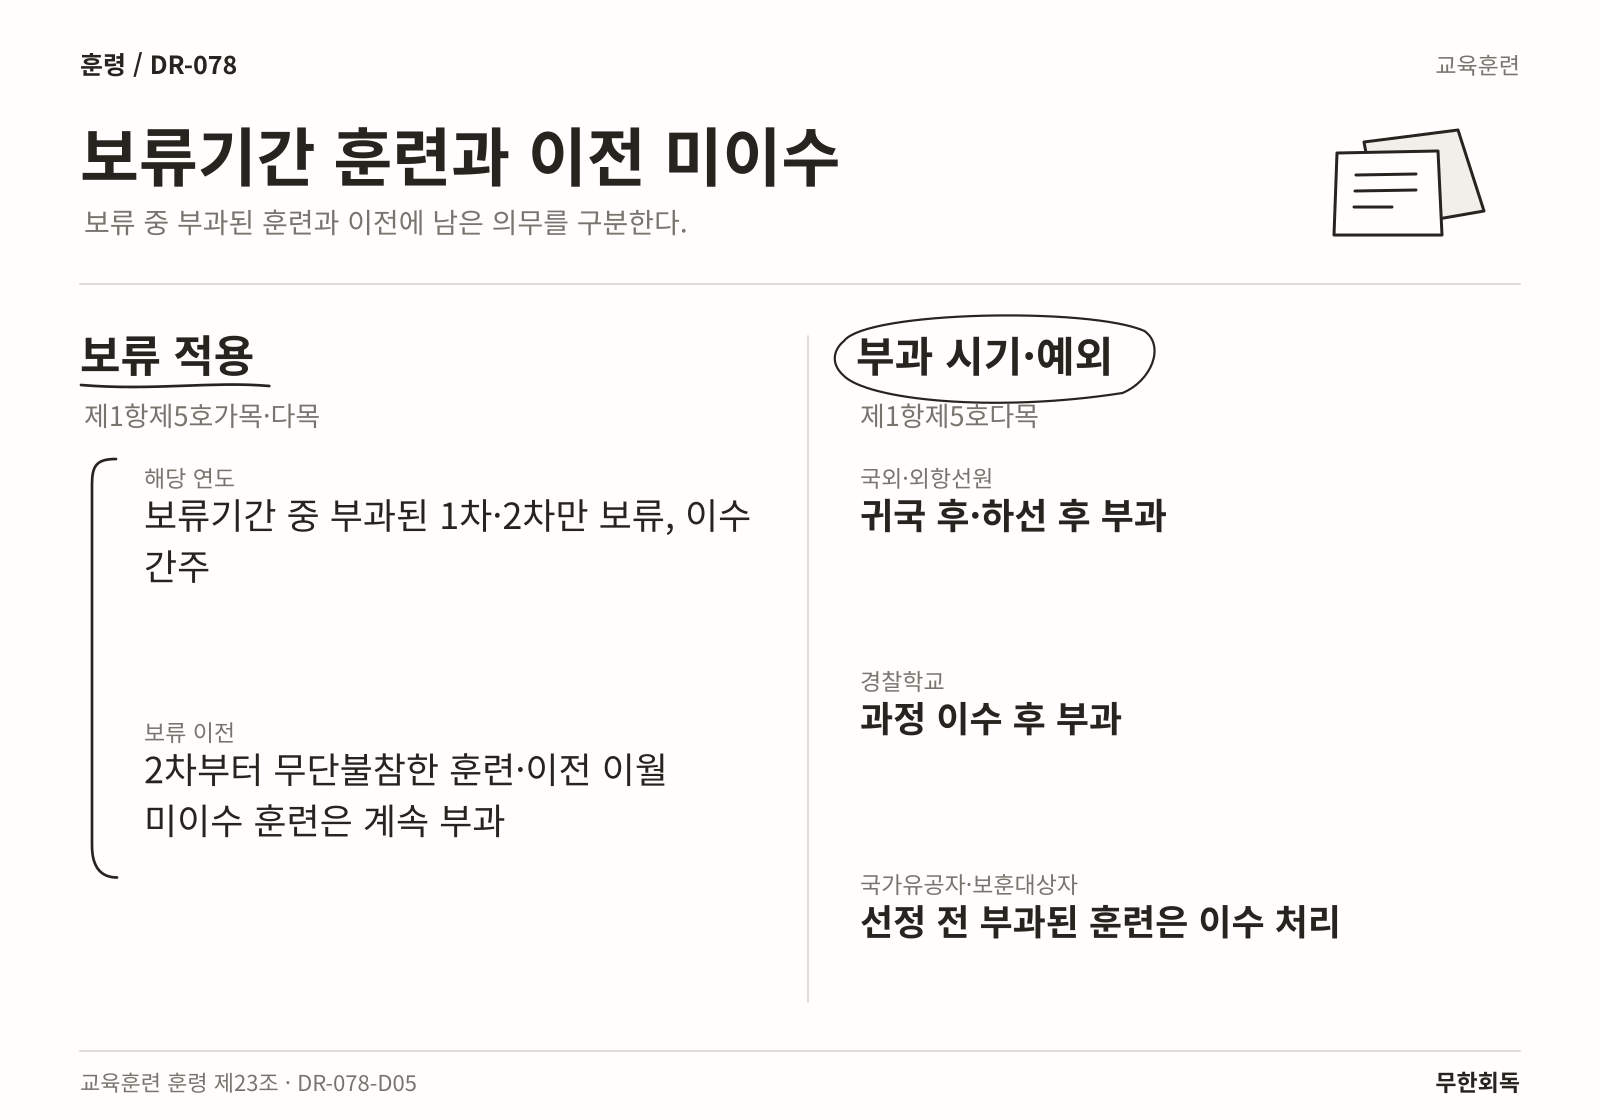 훈령 / DR-078
교육훈련
보류기간 훈련과 이전 미이수
보류 중 부과된 훈련과 이전에 남은 의무를 구분한다.
보류 적용
제1항제5호가목·다목
해당 연도
보류기간 중 부과된 1차·2차만 보류, 이수
간주
보류 이전
2차부터 무단불참한 훈련·이전 이월
미이수 훈련은 계속 부과
부과 시기·예외
제1항제5호다목
국외·외항선원
귀국 후·하선 후 부과
경찰학교
과정 이수 후 부과
국가유공자·보훈대상자
선정 전 부과된 훈련은 이수 처리
교육훈련 훈령 제23조 · DR-078-D05
무한회독